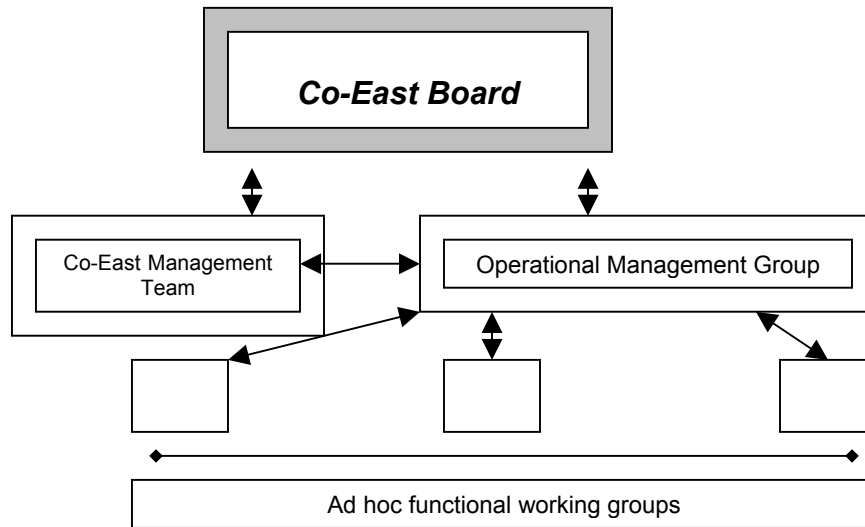 Co-East Board
Co-East Management
Team
Operational Management Group
Ad hoc functional working groups